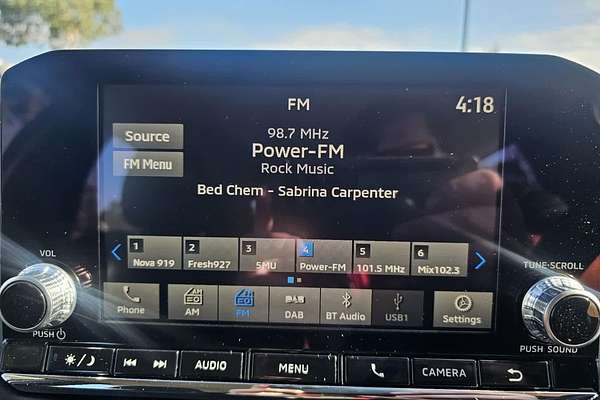 FM
4:18
98.7 MHz
Source
Power-FM
FM Menu
Rock Music
Bed Chem - Sabrina Carpenter
1
Nova 919
2
Fresh927
3
5MU
4
Power-FM
5
101.5 MHz
6
Mix102.3
Phone
AM
FM
DAB
BT Audio
USB1
Settings
VOL
PUSH
TUNE·SCROLL
PUSH SOUND
AUDIO
MENU
CAMERA